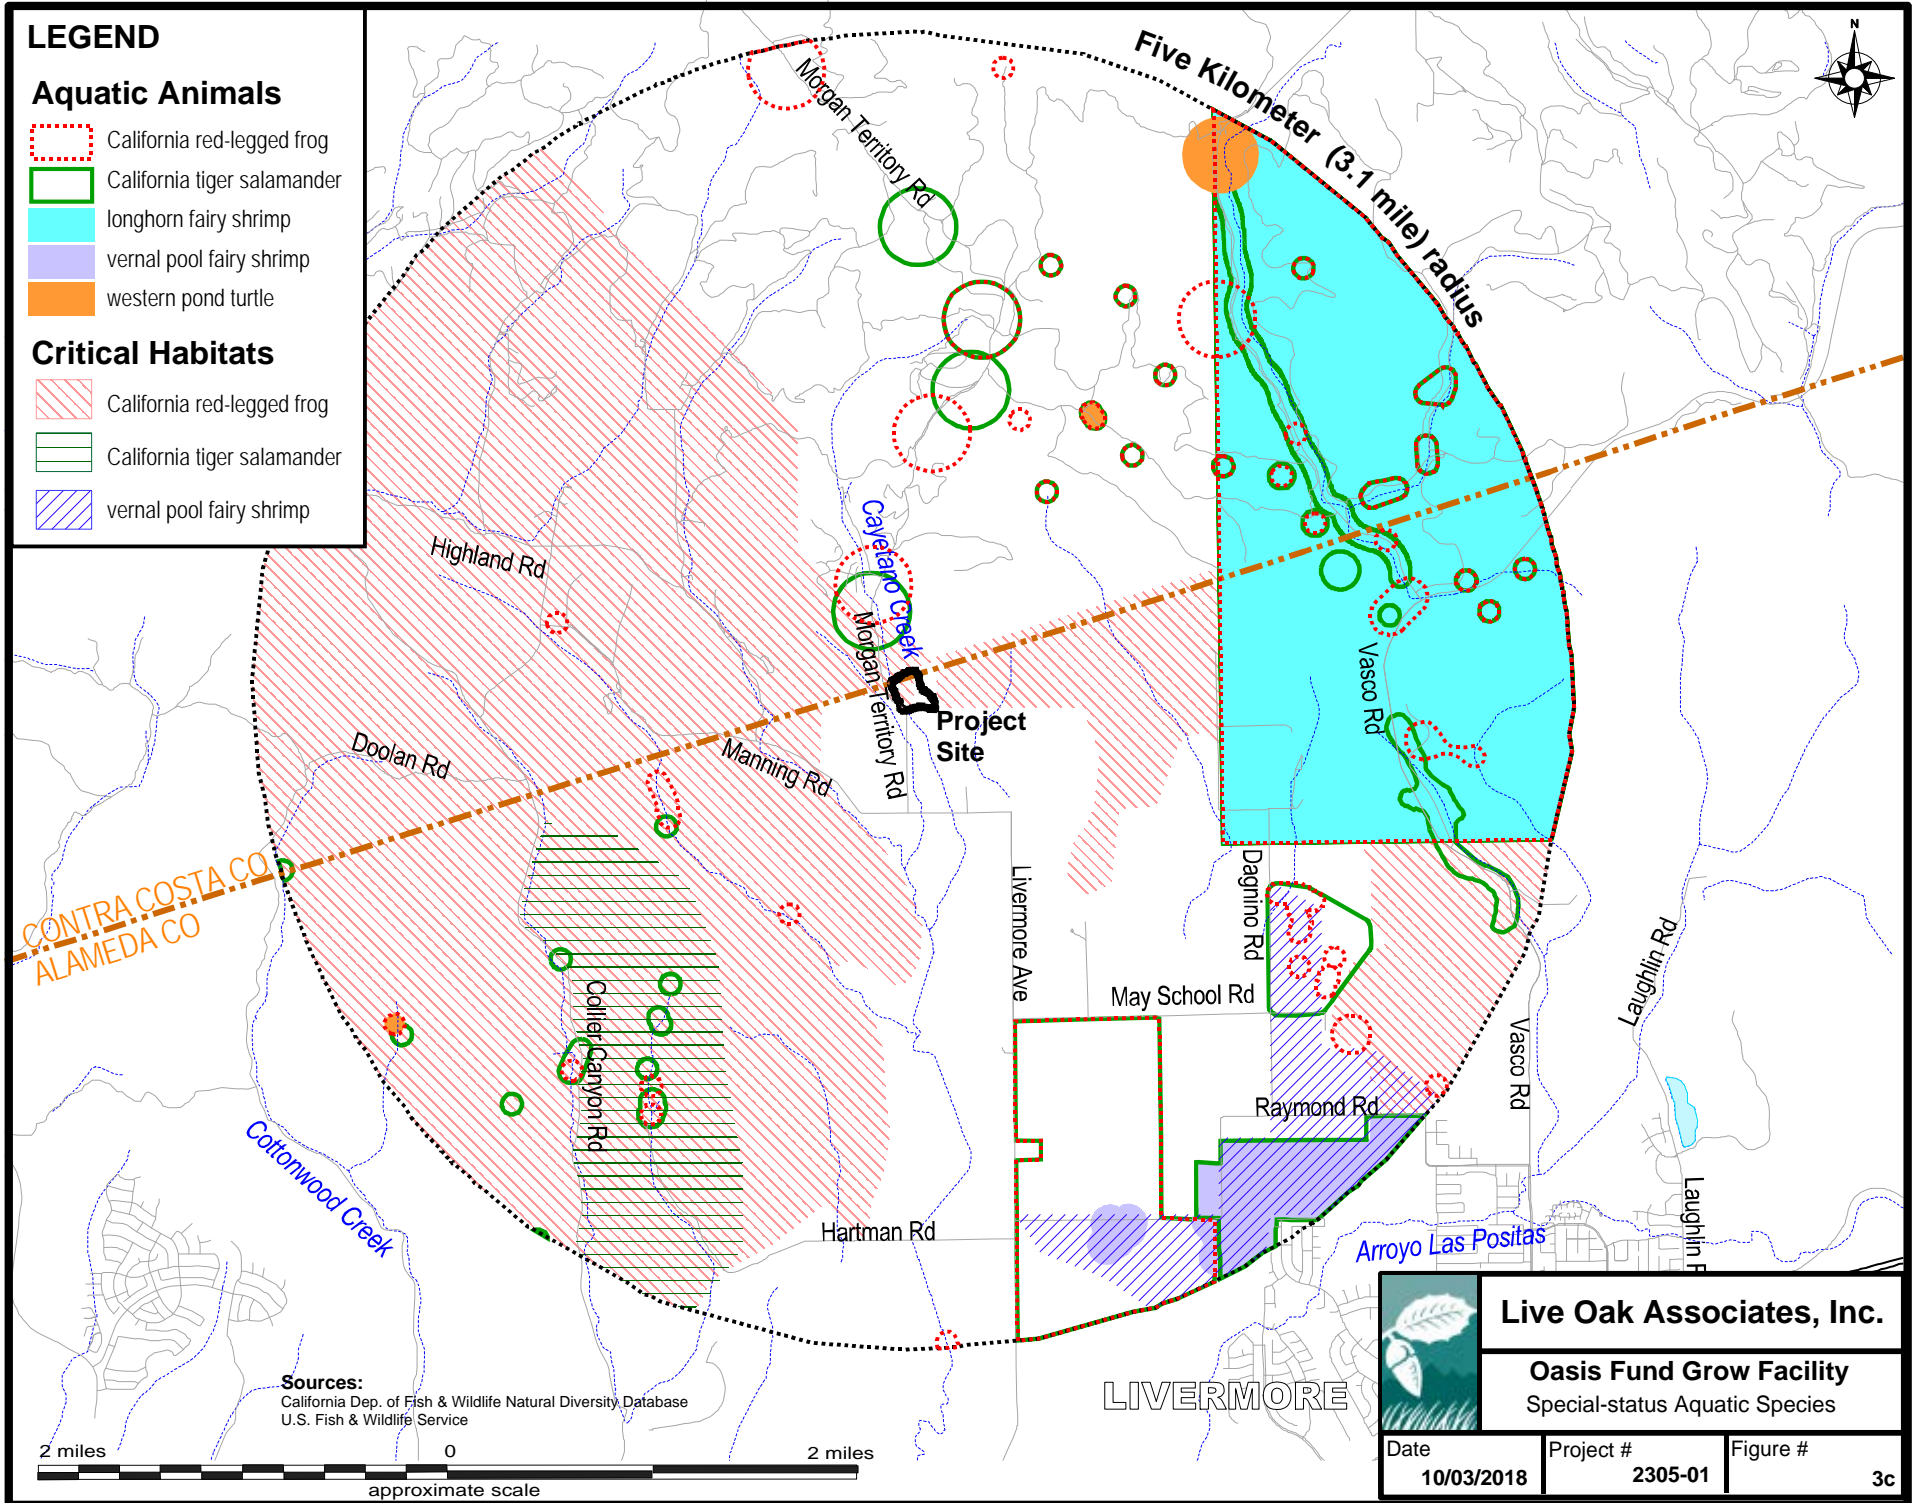 LEGEND
Aquatic Animals
California red-legged frog
California tiger salamander
longhorn fairy shrimp
vernal pool fairy shrimp
western pond turtle
Critical Habitats
California red-legged frog
California tiger salamander
vernal pool fairy shrimp
N
Five Kilometer (3.1 mile) radius
Morgan Territory Rd
Cayetano Creek
Highland Rd
Morgan Territory Rd
Project
Site
Vasco Rd
Doolan Rd
Manning Rd
CONTRA COSTA CO
ALAMEDA CO
Livermore Ave
Dagnino Rd
Laughlin Rd
May School Rd
Collier Canyon Rd
Vasco Rd
Raymond Rd
Cottonwood Creek
Hartman Rd
Arroyo Las Positas
Laughlin R
LIVERMORE
Sources:
California Dep. of Fish & Wildlife Natural Diversity Database
U.S. Fish & Wildlife Service
2 miles 0 2 miles
approximate scale
Live Oak Associates, Inc.
Oasis Fund Grow Facility
Special-status Aquatic Species
Date
10/03/2018
Project #
2305-01
Figure #
3c